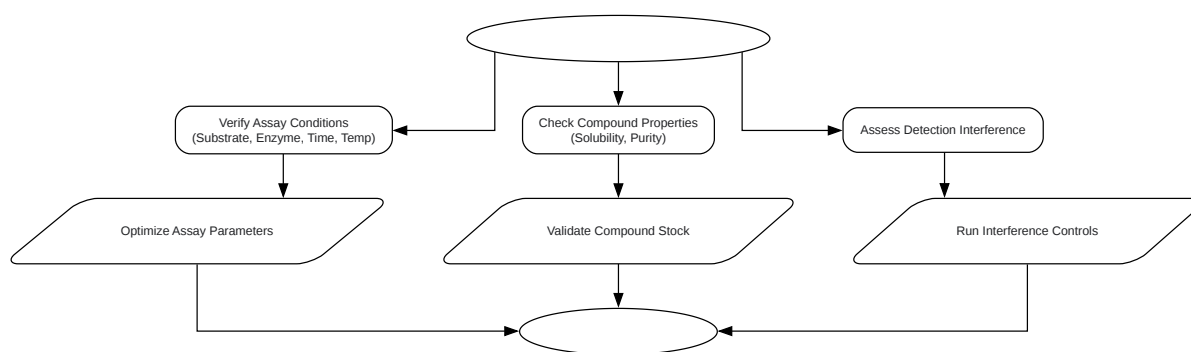 Verify Assay Conditions
(Substrate, Enzyme, Time, Temp)
Check Compound Properties
(Solubility, Purity)
Assess Detection Interference
Optimize Assay Parameters
Validate Compound Stock
Run Interference Controls